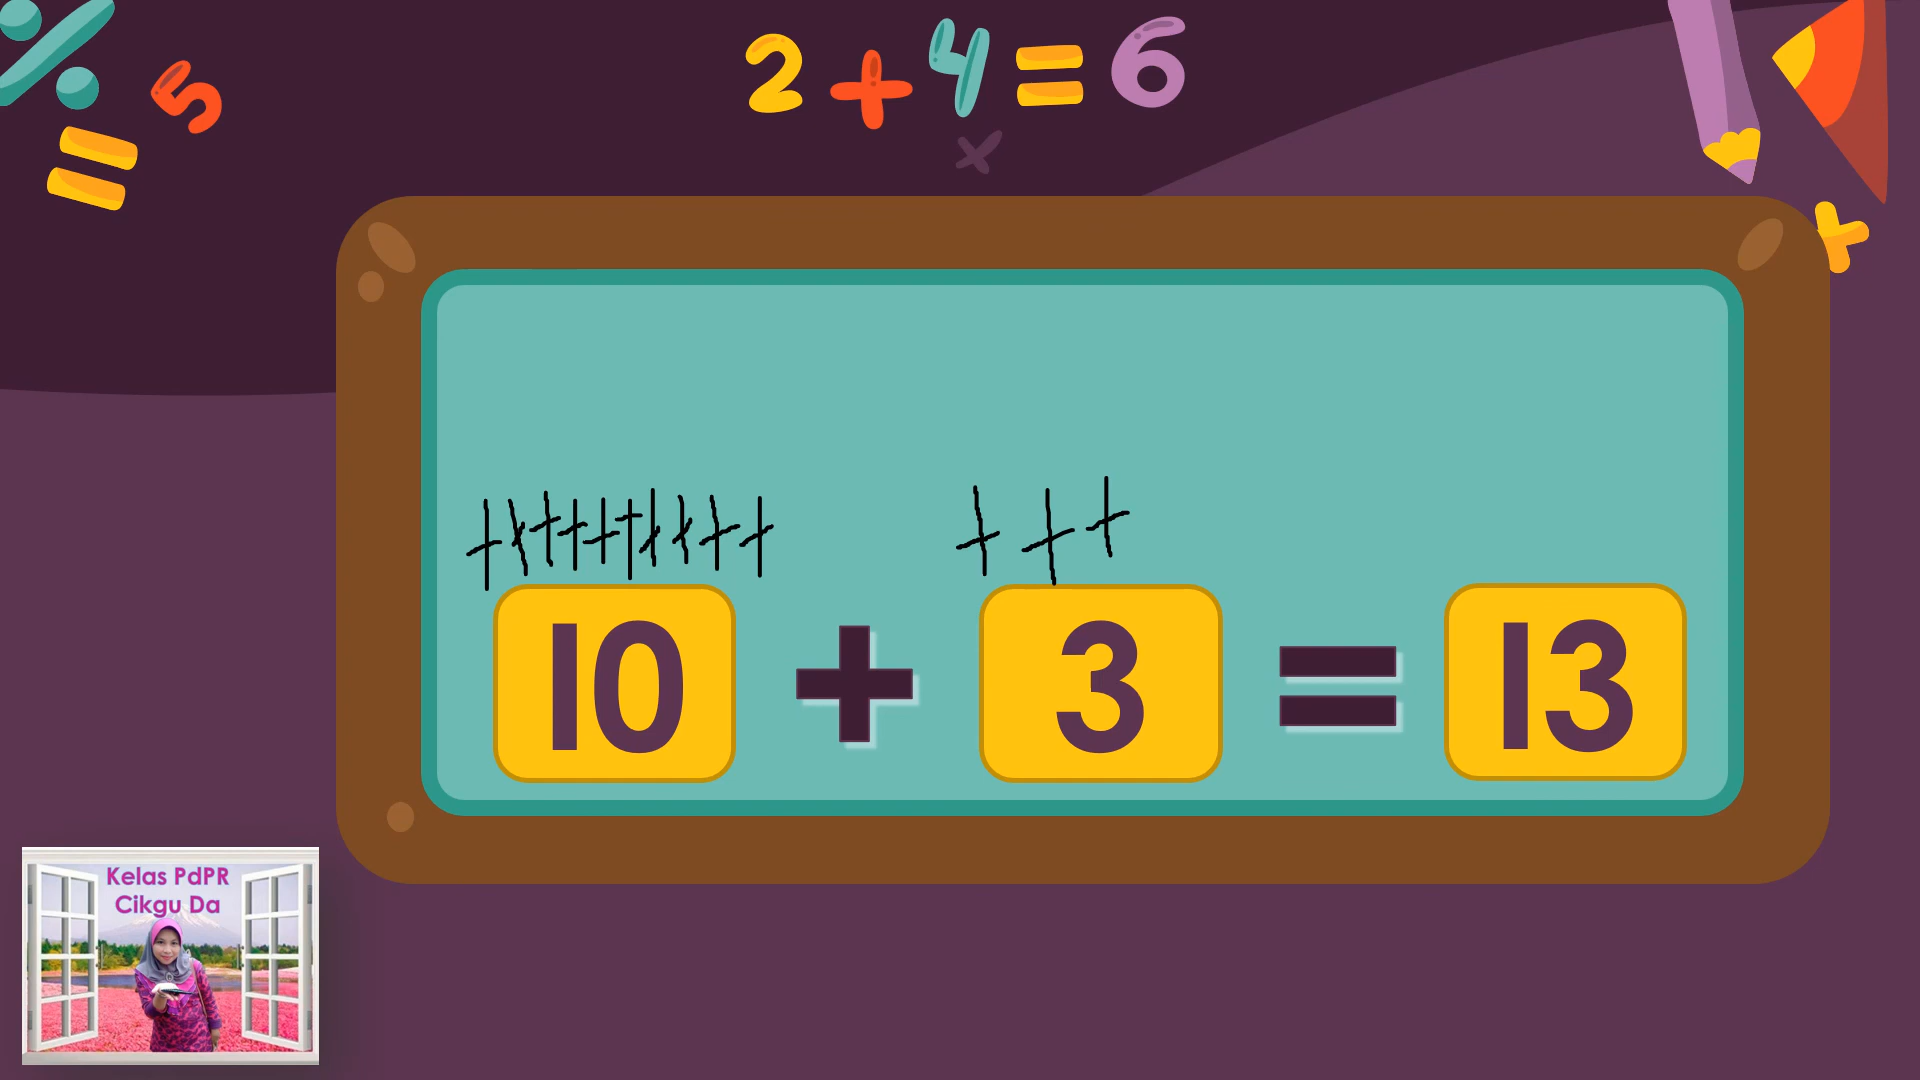 %
5
=
2 + 4 = 6
×
+
10 + 3 = 13
Kelas PdPR
Cikgu Da